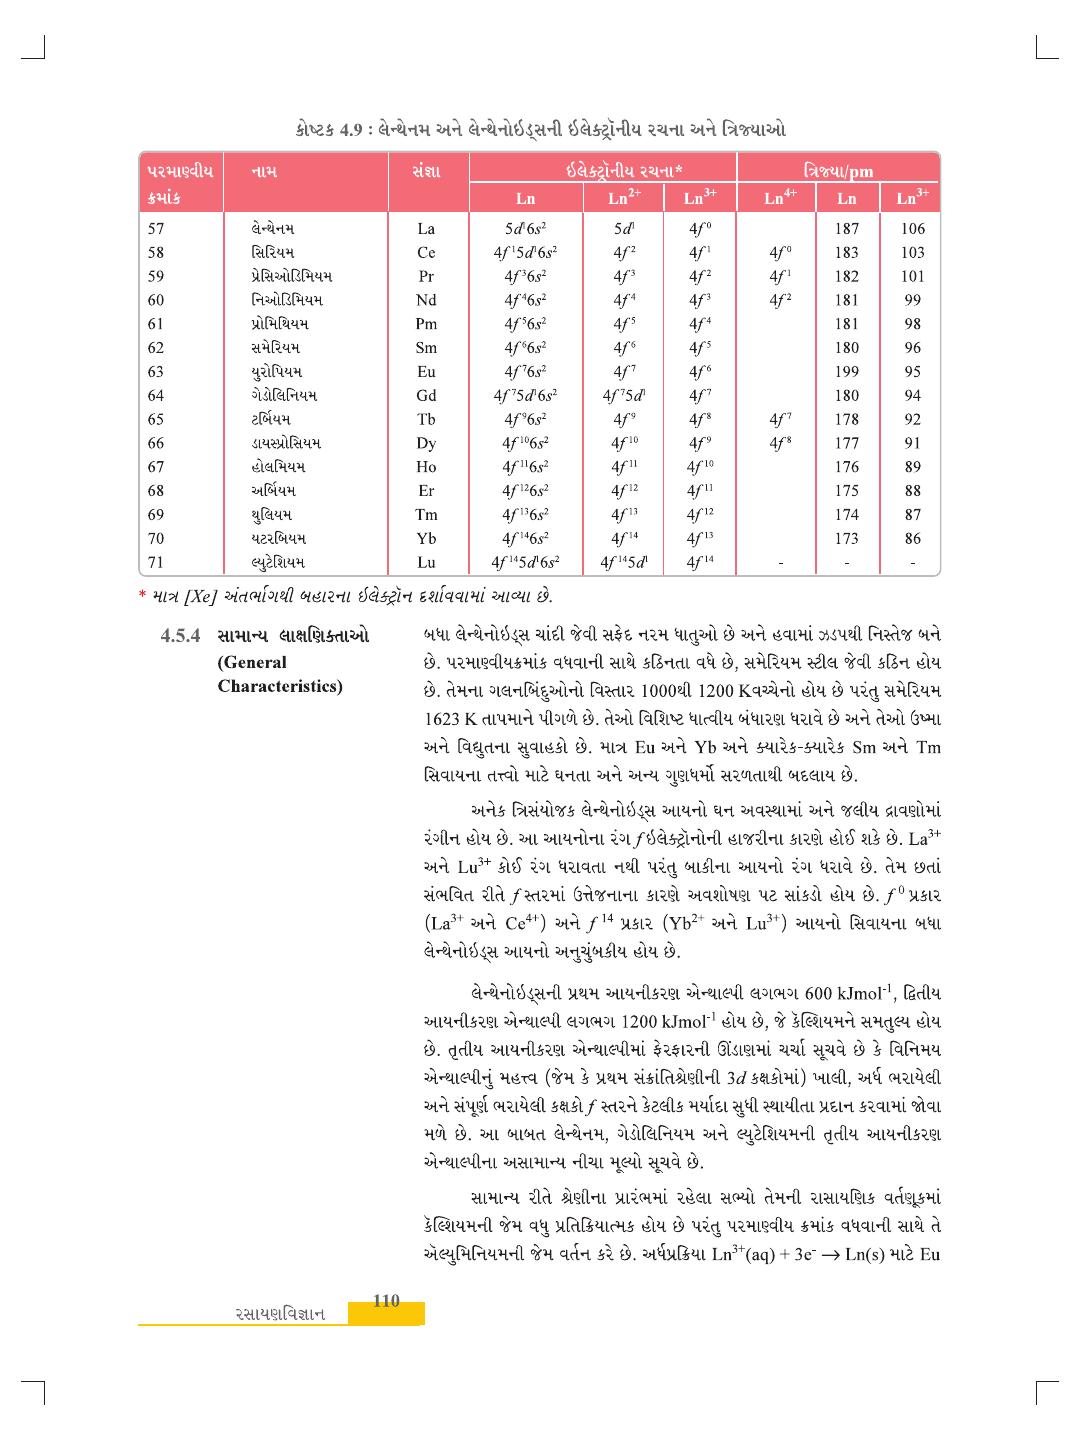 કોષ્ટક 4.9 : લેન્થેનમ અને લેન્થેનોઇડ્સની ઇલેક્ટ્રૉનીય રચના અને ત્રિજ્યાઓ
પરમાણ્વીય નામ સંજ્ઞા ઇલેક્ટ્રૉનીય રચના* ત્રિજ્યા/pm
ક્રમાંક Ln Ln²⁺ Ln³⁺ Ln⁴⁺ Ln Ln³⁺
57 લેન્થેનમ La 5d¹6s² 5d¹ 4f⁰ 187 106
58 સિરિયમ Ce 4f¹5d¹6s² 4f² 4f¹ 4f⁰ 183 103
59 પ્રેસિઓડિમિયમ Pr 4f³6s² 4f³ 4f² 4f¹ 182 101
60 નિઓડિમિયમ Nd 4f⁴6s² 4f⁴ 4f³ 4f² 181 99
61 પ્રોમિથિયમ Pm 4f⁵6s² 4f⁵ 4f⁴ 181 98
62 સમેરિયમ Sm 4f⁶6s² 4f⁶ 4f⁵ 180 96
63 યુરોપિયમ Eu 4f⁷6s² 4f⁷ 4f⁶ 199 95
64 ગેડોલિનિયમ Gd 4f⁷5d¹6s² 4f⁷5d¹ 4f⁷ 180 94
65 ટર્બિયમ Tb 4f⁹6s² 4f⁹ 4f⁸ 4f⁷ 178 92
66 ડાયસ્પ્રોસિયમ Dy 4f¹⁰6s² 4f¹⁰ 4f⁹ 4f⁸ 177 91
67 હોલમિયમ Ho 4f¹¹6s² 4f¹¹ 4f¹⁰ 176 89
68 અર્બિયમ Er 4f¹²6s² 4f¹² 4f¹¹ 175 88
69 થુલિયમ Tm 4f¹³6s² 4f¹³ 4f¹² 174 87
70 યટરબિયમ Yb 4f¹⁴6s² 4f¹⁴ 4f¹³ 173 86
71 લ્યુટેશિયમ Lu 4f¹⁴5d¹6s² 4f¹⁴5d¹ 4f¹⁴ - - -
* માત્ર [Xe] અંતર્ભાગથી બહારના ઇલેક્ટ્રૉન દર્શાવવામાં આવ્યા છે.
4.5.4 સામાન્ય લાક્ષણિક્તાઓ
(General
Characteristics)
બધા લેન્થેનોઇડ્સ ચાંદી જેવી સફેદ નરમ ધાતુઓ છે અને હવામાં ઝડપથી નિસ્તેજ બને
છે. પરમાણ્વીયક્રમાંક વધવાની સાથે કઠિનતા વધે છે, સમેરિયમ સ્ટીલ જેવી કઠિન હોય
છે. તેમના ગલનબિંદુઓનો વિસ્તાર 1000થી 1200 Kવચ્ચેનો હોય છે પરંતુ સમેરિયમ
1623 K તાપમાને પીગળે છે. તેઓ વિશિષ્ટ ધાત્વીય બંધારણ ધરાવે છે અને તેઓ ઉષ્મા
અને વિદ્યુતના સુવાહકો છે. માત્ર Eu અને Yb અને ક્યારેક-ક્યારેક Sm અને Tm
સિવાયના તત્ત્વો માટે ઘનતા અને અન્ય ગુણધર્મો સરળતાથી બદલાય છે.
અનેક ત્રિસંયોજક લેન્થેનોઇડ્સ આયનો ઘન અવસ્થામાં અને જલીય દ્રાવણોમાં
રંગીન હોય છે. આ આયનોના રંગ f ઇલેક્ટ્રૉનોની હાજરીના કારણે હોઈ શકે છે. La³⁺
અને Lu³⁺ કોઈ રંગ ધરાવતા નથી પરંતુ બાકીના આયનો રંગ ધરાવે છે. તેમ છતાં
સંભવિત રીતે f સ્તરમાં ઉત્તેજનાના કારણે અવશોષણ પટ સાંકડો હોય છે. f⁰ પ્રકાર
(La³⁺ અને Ce⁴⁺) અને f¹⁴ પ્રકાર (Yb²⁺ અને Lu³⁺) આયનો સિવાયના બધા
લેન્થેનોઇડ્સ આયનો અનુચુંબકીય હોય છે.
લેન્થેનોઇડ્સની પ્રથમ આયનીકરણ એન્થાલ્પી લગભગ 600 kJmol⁻¹, દ્વિતીય
આયનીકરણ એન્થાલ્પી લગભગ 1200 kJmol⁻¹ હોય છે, જે કૅલ્શિયમને સમતુલ્ય હોય
છે. તૃતીય આયનીકરણ એન્થાલ્પીમાં ફેરફારની ઊંડાણમાં ચર્ચા સૂચવે છે કે વિનિમય
એન્થાલ્પીનું મહત્ત્વ (જેમ કે પ્રથમ સંક્રાંતિશ્રેણીની 3d કક્ષકોમાં) ખાલી, અર્ધ ભરાયેલી
અને સંપૂર્ણ ભરાયેલી કક્ષકો f સ્તરને કેટલીક મર્યાદા સુધી સ્થાયીતા પ્રદાન કરવામાં જોવા
મળે છે. આ બાબત લેન્થેનમ, ગેડોલિનિયમ અને લ્યુટેશિયમની તૃતીય આયનીકરણ
એન્થાલ્પીના અસામાન્ય નીચા મૂલ્યો સૂચવે છે.
સામાન્ય રીતે શ્રેણીના પ્રારંભમાં રહેલા સભ્યો તેમની રાસાયણિક વર્તણૂકમાં
કૅલ્શિયમની જેમ વધુ પ્રતિક્રિયાત્મક હોય છે પરંતુ પરમાણ્વીય ક્રમાંક વધવાની સાથે તે
ઍલ્યુમિનિયમની જેમ વર્તન કરે છે. અર્ધપ્રક્રિયા Ln³⁺(aq) + 3e⁻ → Ln(s) માટે Eu
રસાયણવિજ્ઞાન 110